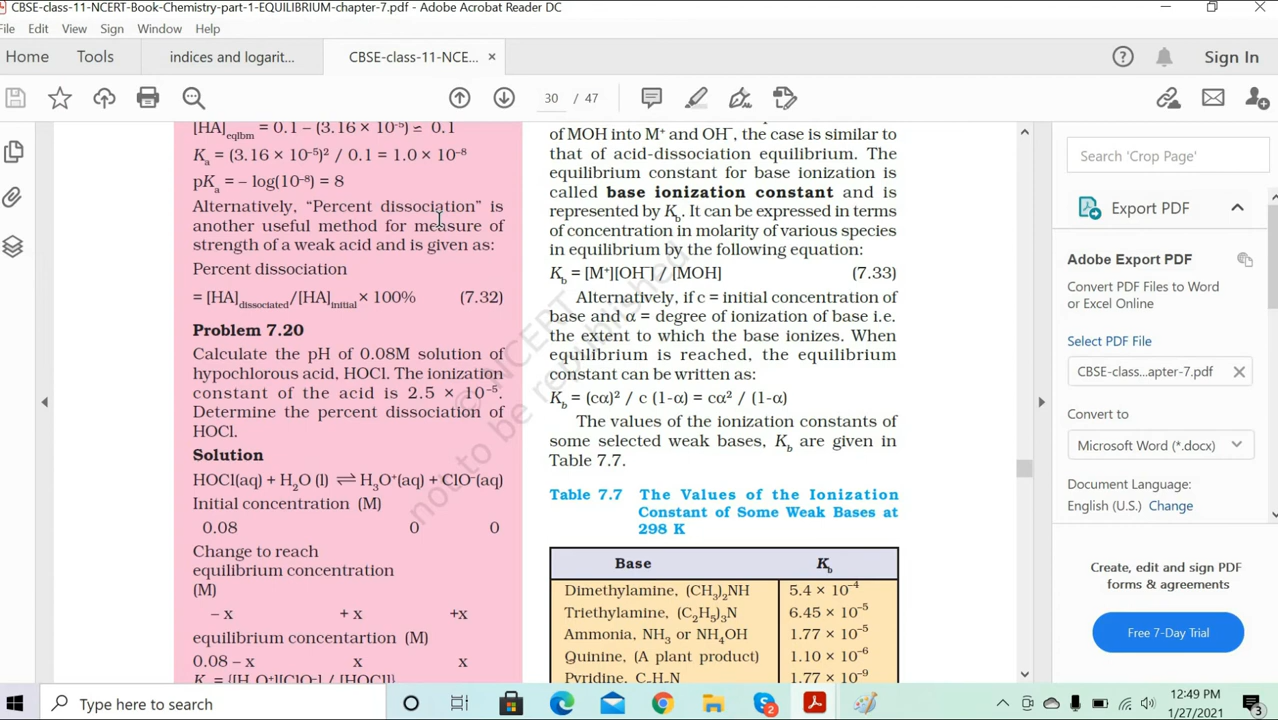 CBSE-class-11-NCERT-Book-Chemistry-part-1-EQUILIBRIUM-chapter-7.pdf - Adobe Acrobat Reader DC
File Edit View Sign Window Help
Home Tools indices and logarit... CBSE-class-11-NCE... × ? Sign In
30 / 47
[HA]eqlbm = 0.1 – (3.16 × 10⁻⁵) ≃ 0.1
Kₐ = (3.16 × 10⁻⁵)² / 0.1 = 1.0 × 10⁻⁸
pKₐ = – log(10⁻⁸) = 8
Alternatively, “Percent dissociation” is
another useful method for measure of
strength of a weak acid and is given as:
Percent dissociation
= [HA]dissociated/[HA]initial × 100% (7.32)
Problem 7.20
Calculate the pH of 0.08M solution of
hypochlorous acid, HOCl. The ionization
constant of the acid is 2.5 × 10⁻⁵.
Determine the percent dissociation of
HOCl.
Solution
HOCl(aq) + H₂O (l) ⇌ H₃O⁺(aq) + ClO⁻(aq)
Initial concentration (M)
0.08 0 0
Change to reach
equilibrium concentration
(M)
– x + x +x
equilibrium concentartion (M)
0.08 – x x x
Kₐ = {[H₃O⁺][ClO⁻] / [HOCl]}
of MOH into M⁺ and OH⁻, the case is similar to
that of acid-dissociation equilibrium. The
equilibrium constant for base ionization is
called base ionization constant and is
represented by K_b. It can be expressed in terms
of concentration in molarity of various species
in equilibrium by the following equation:
K_b = [M⁺][OH⁻] / [MOH] (7.33)
Alternatively, if c = initial concentration of
base and α = degree of ionization of base i.e.
the extent to which the base ionizes. When
equilibrium is reached, the equilibrium
constant can be written as:
K_b = (cα)² / c (1-α) = cα² / (1-α)
The values of the ionization constants of
some selected weak bases, K_b are given in
Table 7.7.
Table 7.7 The Values of the Ionization
Constant of Some Weak Bases at
298 K
Base K_b
Dimethylamine, (CH₃)₂NH 5.4 × 10⁻⁴
Triethylamine, (C₂H₅)₃N 6.45 × 10⁻⁵
Ammonia, NH₃ or NH₄OH 1.77 × 10⁻⁵
Quinine, (A plant product) 1.10 × 10⁻⁶
Pyridine, C₅H₅N 1.77 × 10⁻⁹
© NCERT
not to be republished
Search 'Crop Page'
Export PDF
Adobe Export PDF
Convert PDF Files to Word
or Excel Online
Select PDF File
CBSE-class...apter-7.pdf ×
Convert to
Microsoft Word (*.docx)
Document Language:
English (U.S.) Change
Create, edit and sign PDF
forms & agreements
Free 7-Day Trial
Type here to search
2
12:49 PM
1/27/2021
3